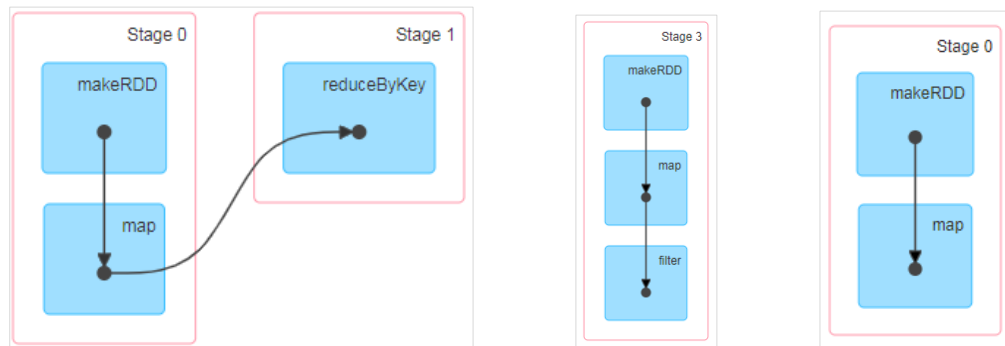 Stage 0
makeRDD
map
Stage 1
reduceByKey
Stage 3
makeRDD
map
filter
Stage 0
makeRDD
map